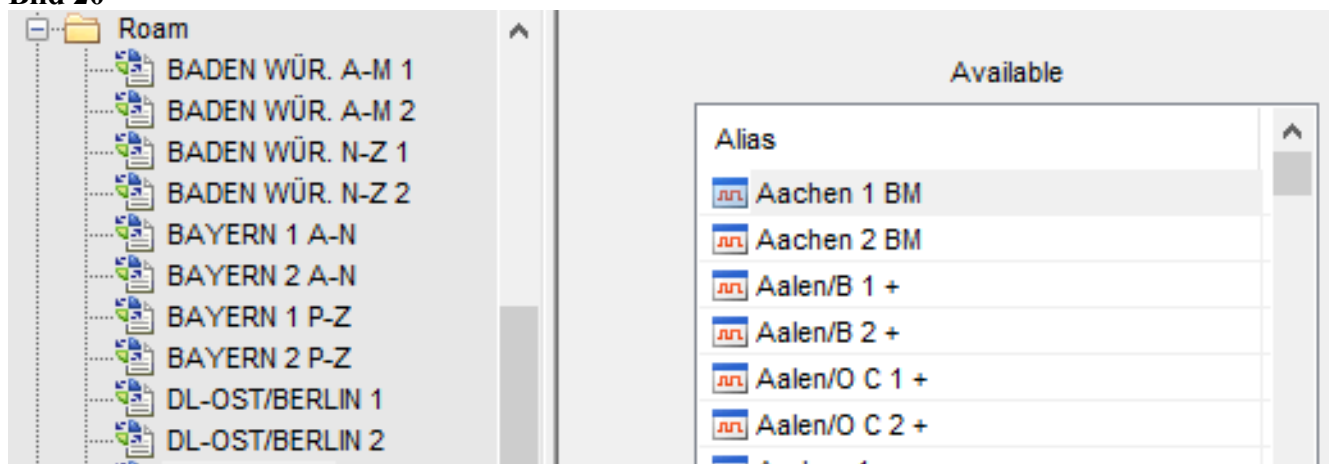 Roam
BADEN WÜR. A-M 1
BADEN WÜR. A-M 2
BADEN WÜR. N-Z 1
BADEN WÜR. N-Z 2
BAYERN 1 A-N
BAYERN 2 A-N
BAYERN 1 P-Z
BAYERN 2 P-Z
DL-OST/BERLIN 1
DL-OST/BERLIN 2
Available
Alias
Aachen 1 BM
Aachen 2 BM
Aalen/B 1 +
Aalen/B 2 +
Aalen/O C 1 +
Aalen/O C 2 +